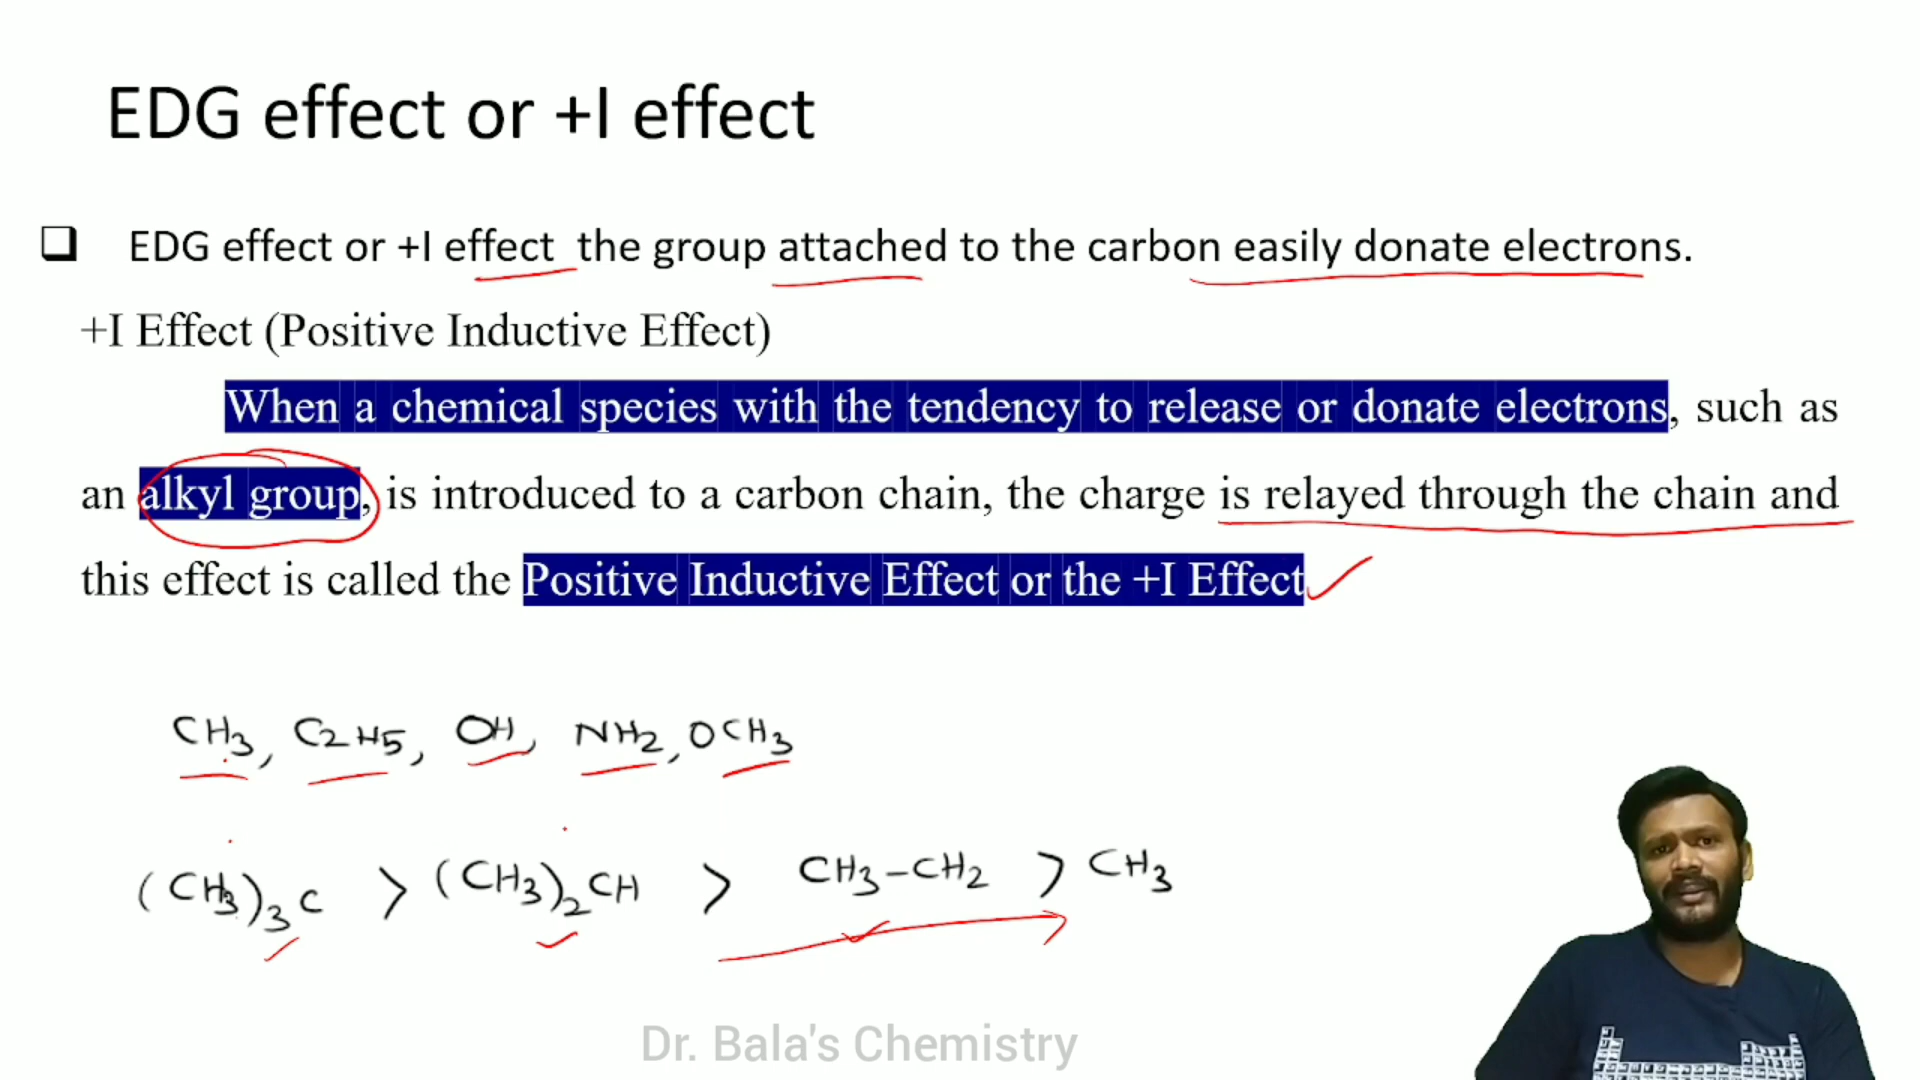 EDG effect or +I effect
❑ EDG effect or +I effect the group attached to the carbon easily donate electrons.
+I Effect (Positive Inductive Effect)
When a chemical species with the tendency to release or donate electrons, such as
an alkyl group, is introduced to a carbon chain, the charge is relayed through the chain and
this effect is called the Positive Inductive Effect or the +I Effect
CH3, C2H5, OH, NH2, OCH3
(CH3)3C > (CH3)2CH > CH3-CH2 > CH3
Dr. Bala's Chemistry